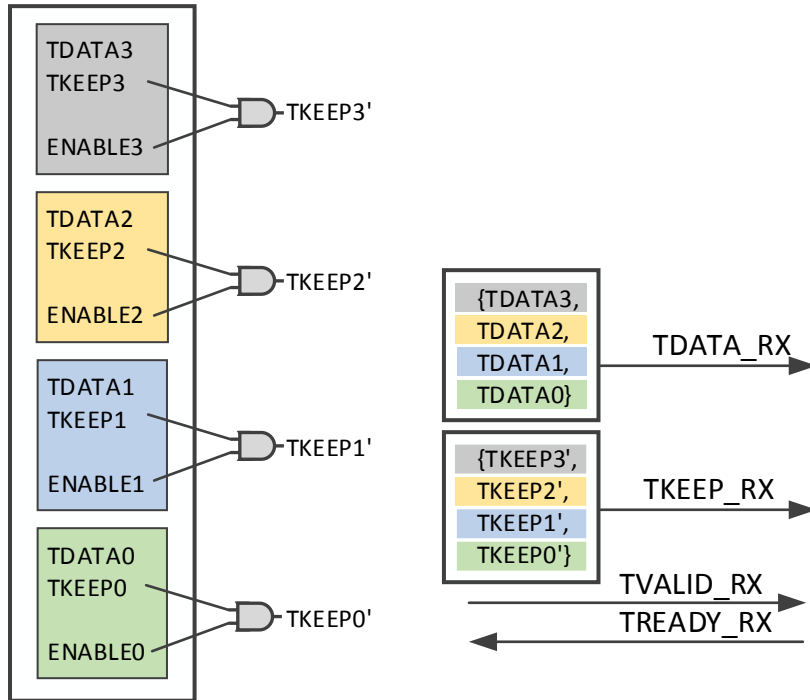 TDATA3
TKEEP3
ENABLE3
TKEEP3'
TDATA2
TKEEP2
ENABLE2
TKEEP2'
TDATA1
TKEEP1
ENABLE1
TKEEP1'
TDATA0
TKEEP0
ENABLE0
TKEEP0'
{TDATA3,
TDATA2,
TDATA1,
TDATA0}
TDATA_RX
{TKEEP3',
TKEEP2',
TKEEP1',
TKEEP0'}
TKEEP_RX
TVALID_RX
TREADY_RX